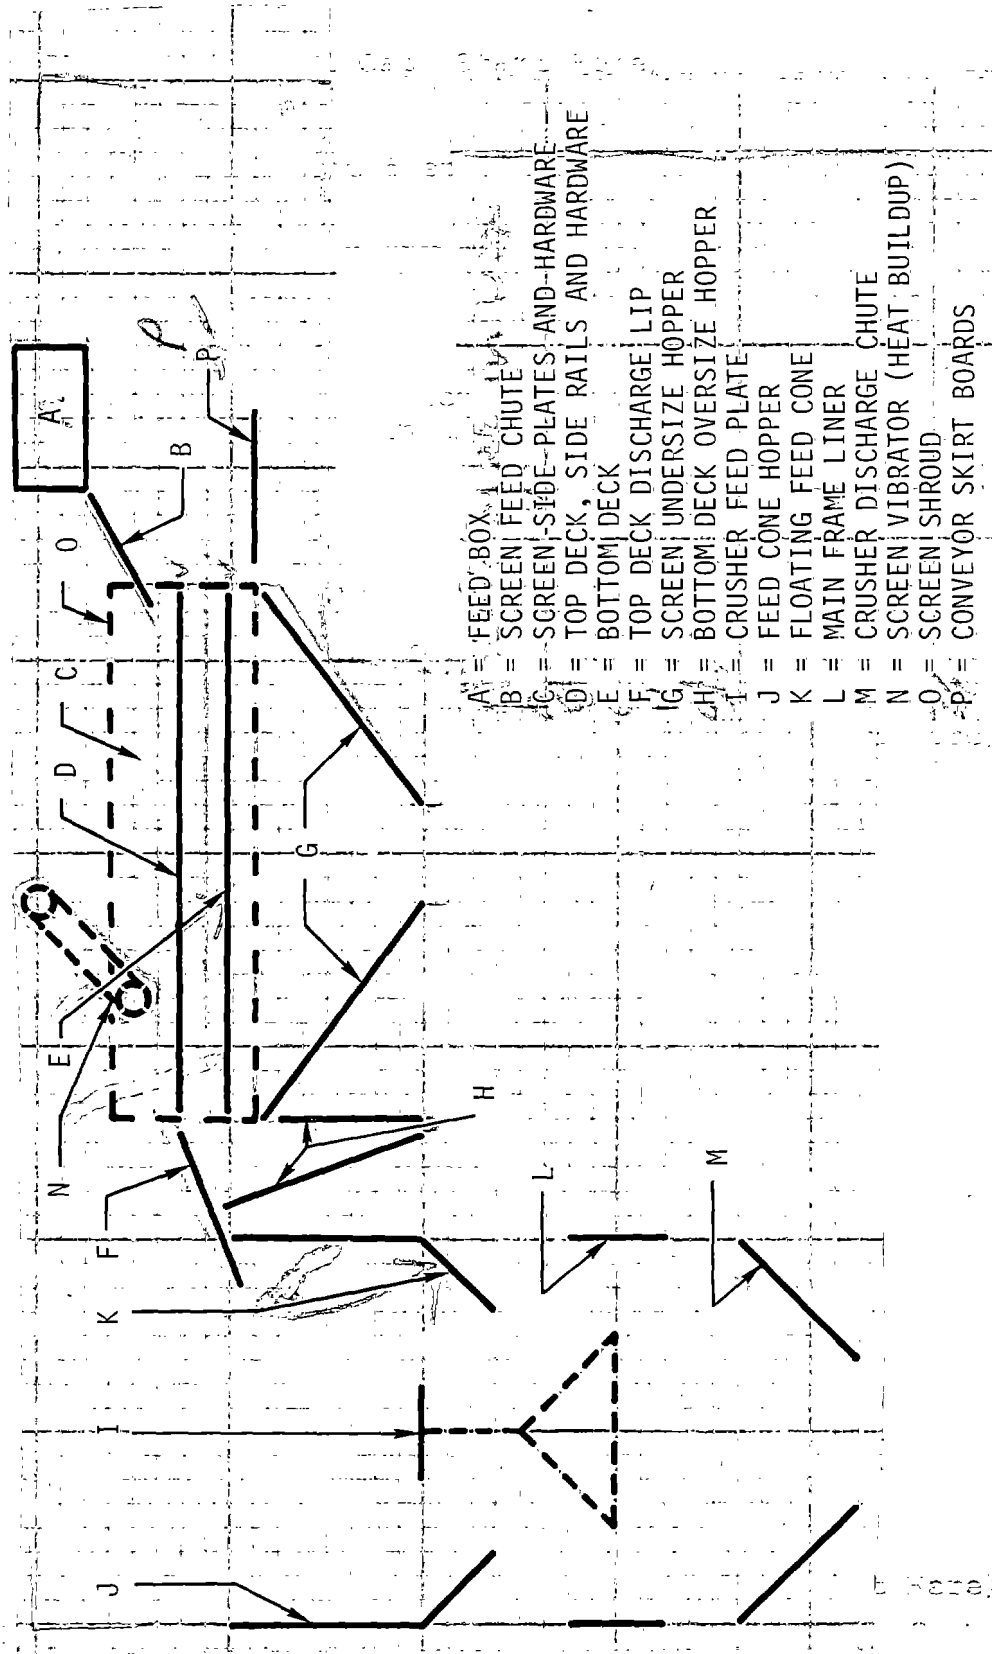 A
B
O
C
D
E
N
F
G
H
K
I
J
L
M
P
P
A = FEED BOX
B = SCREEN FEED CHUTE
C = SCREEN SIDE PLATES AND HARDWARE
D = TOP DECK, SIDE RAILS AND HARDWARE
E = BOTTOM DECK
F = TOP DECK DISCHARGE LIP
G = SCREEN UNDERSIZE HOPPER
H = BOTTOM DECK OVERSIZE HOPPER
I = CRUSHER FEED PLATE
J = FEED CONE HOPPER
K = FLOATING FEED CONE
L = MAIN FRAME LINER
M = CRUSHER DISCHARGE CHUTE
N = SCREEN VIBRATOR (HEAT BUILDUP)
O = SCREEN SHROUD
P = CONVEYOR SKIRT BOARDS